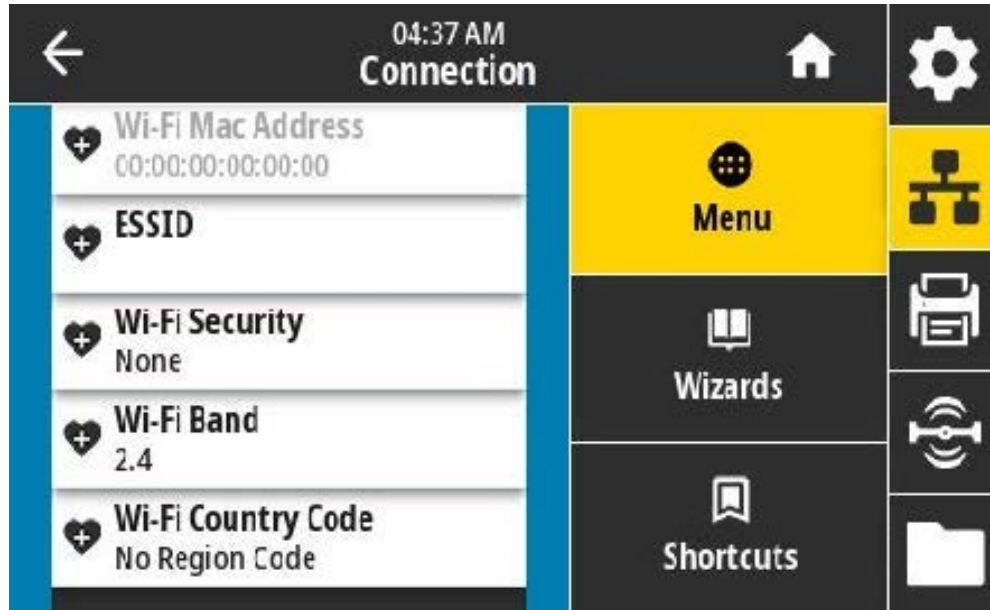 04:37 AM
Connection
Wi-Fi Mac Address
00:00:00:00:00:00
ESSID
Wi-Fi Security
None
Wi-Fi Band
2.4
Wi-Fi Country Code
No Region Code
Menu
Wizards
Shortcuts